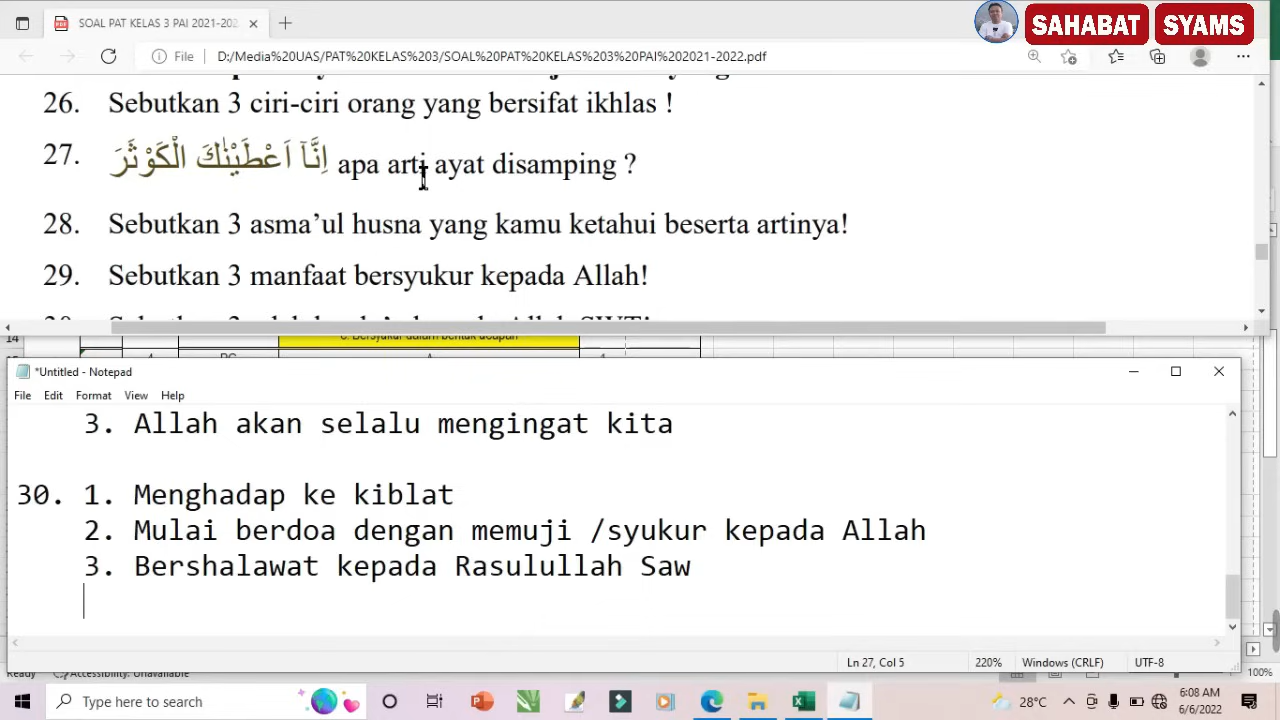 SOAL PAT KELAS 3 PAI 2021-202
SAHABAT SYAMS
File D:/Media%20UAS/PAT%20KELAS%203/SOAL%20PAT%20KELAS%203%20PAI%202021-2022.pdf
26. Sebutkan 3 ciri-ciri orang yang bersifat ikhlas !
27. اِنَّآ اَعْطَيْنٰكَ الْكَوْثَرَ apa arti ayat disamping ?
28. Sebutkan 3 asma’ul husna yang kamu ketahui beserta artinya!
29. Sebutkan 3 manfaat bersyukur kepada Allah!
14
*Untitled - Notepad
File Edit Format View Help
3. Allah akan selalu mengingat kita
30. 1. Menghadap ke kiblat
2. Mulai berdoa dengan memuji /syukur kepada Allah
3. Bershalawat kepada Rasulullah Saw
Ln 27, Col 5 220% Windows (CRLF) UTF-8
100%
Type here to search
28°C
6:08 AM
6/6/2022